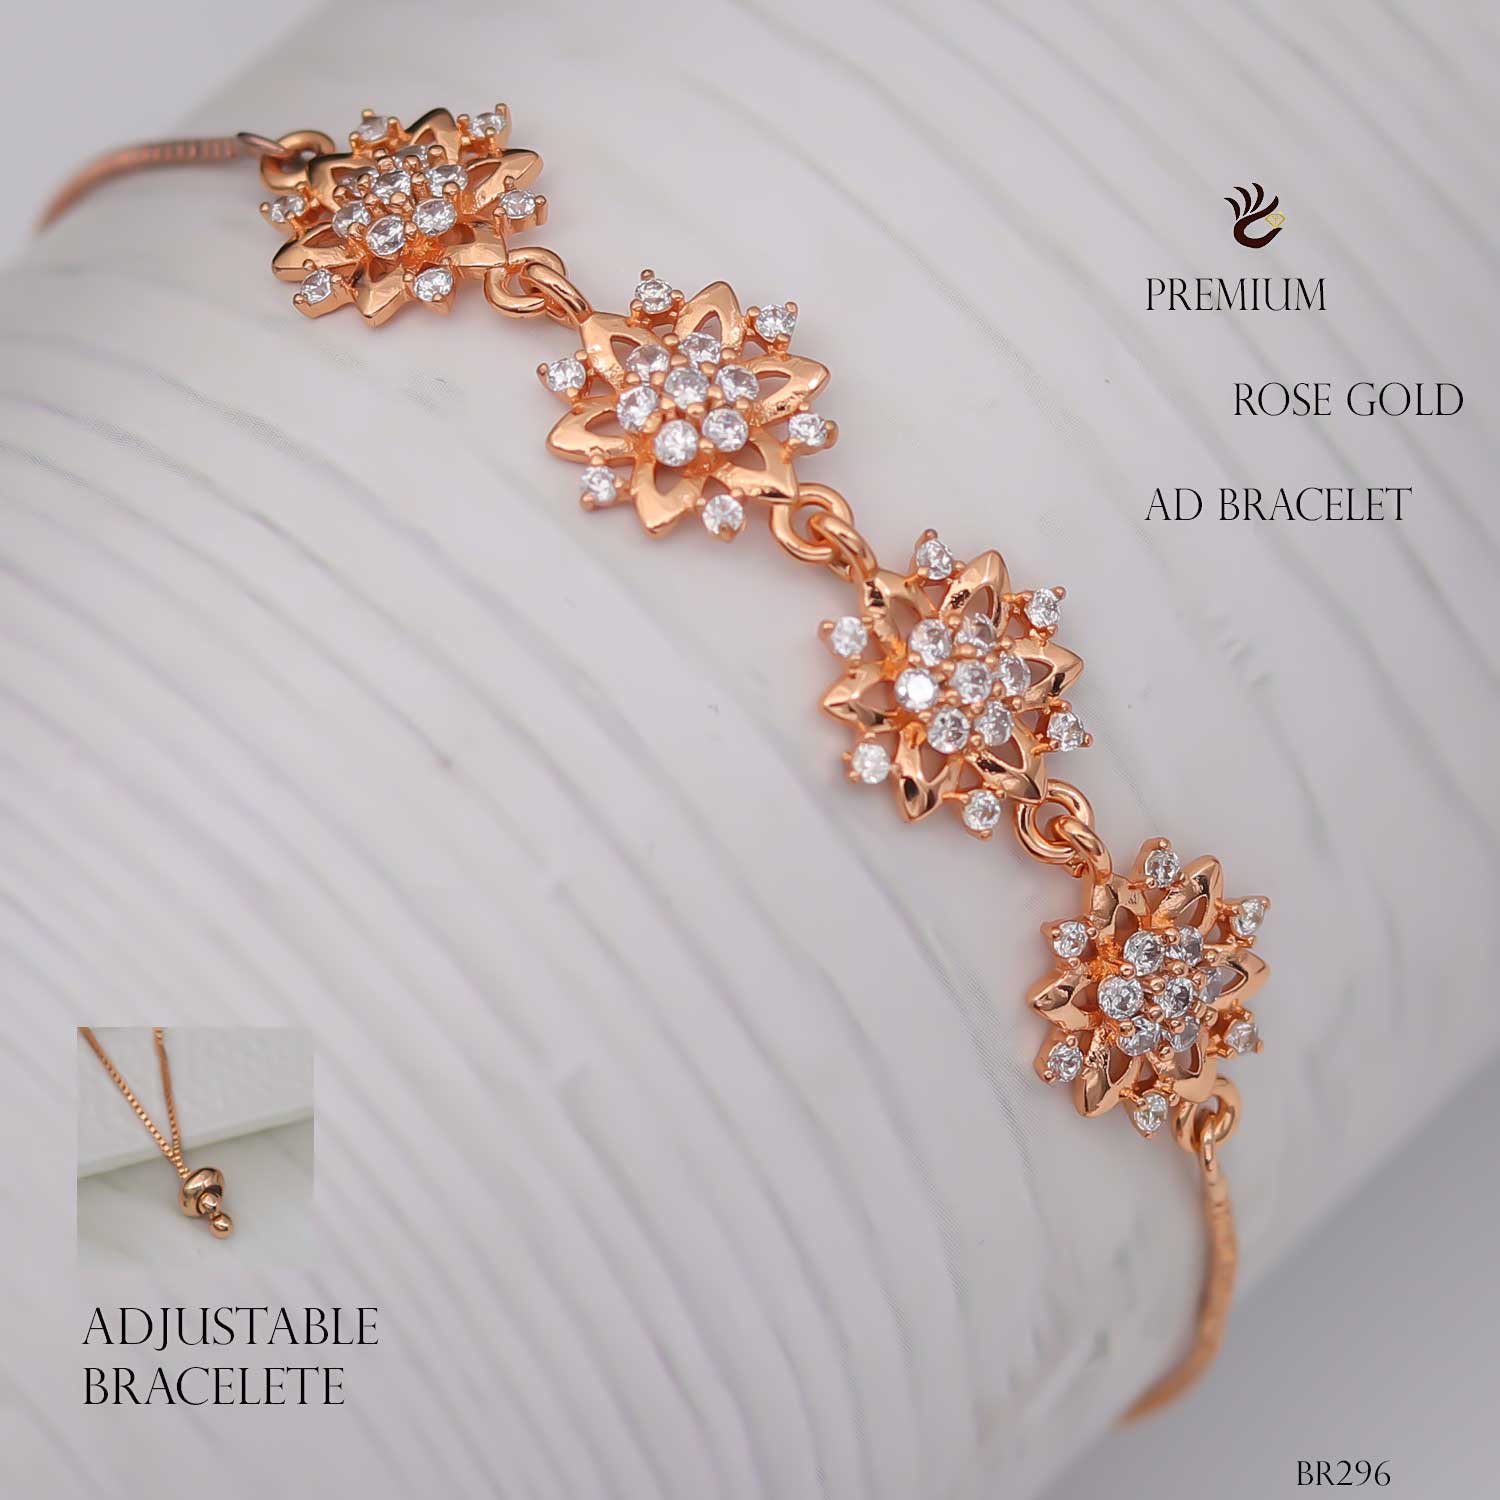 PREMIUM
ROSE GOLD
AD BRACELET
ADJUSTABLE
BRACELETE
BR296